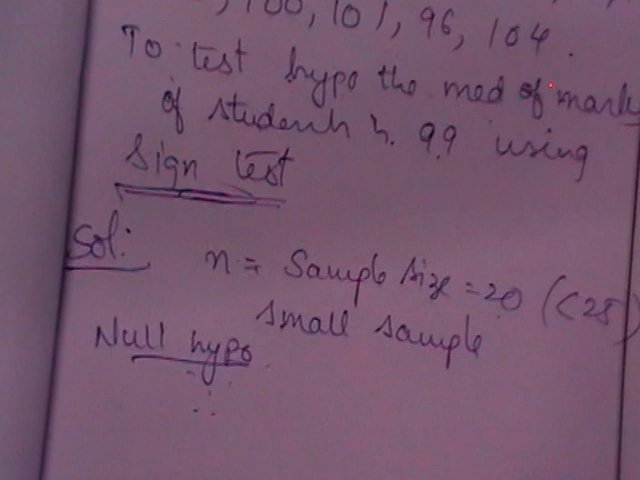 , 100, 101, 96, 104.
To test hypo the med of mark
of students is 99 using
Sign test
Sol:
n = Sample size = 20 (<25)
small sample
Null hypo